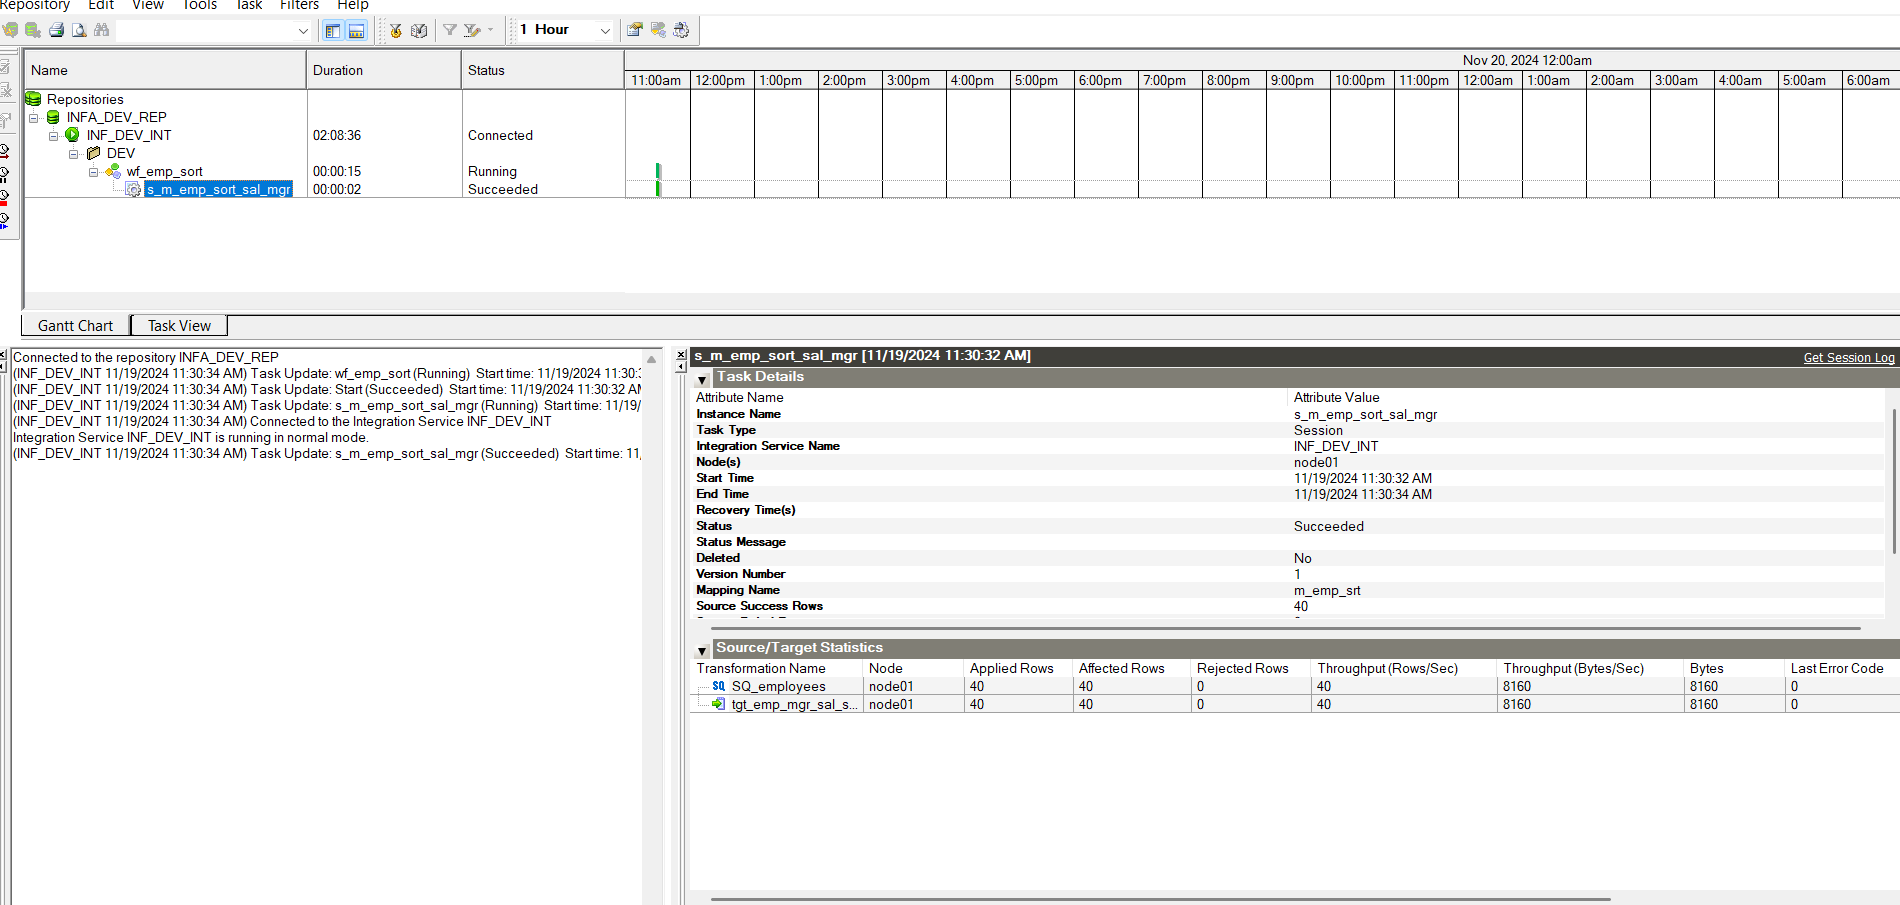 Repository Edit View Tools Task Filters Help
1 Hour
Name Duration Status
Nov 20, 2024 12:00am
11:00am 12:00pm 1:00pm 2:00pm 3:00pm 4:00pm 5:00pm 6:00pm 7:00pm 8:00pm 9:00pm 10:00pm 11:00pm 12:00am 1:00am 2:00am 3:00am 4:00am 5:00am 6:00am
Repositories
INFA_DEV_REP
INF_DEV_INT 02:08:36 Connected
DEV
wf_emp_sort 00:00:15 Running
s_m_emp_sort_sal_mgr 00:00:02 Succeeded
Gantt Chart Task View
Connected to the repository INFA_DEV_REP
(INF_DEV_INT 11/19/2024 11:30:34 AM) Task Update: wf_emp_sort (Running) Start time: 11/19/2024 11:30:
(INF_DEV_INT 11/19/2024 11:30:34 AM) Task Update: Start (Succeeded) Start time: 11/19/2024 11:30:32 AM
(INF_DEV_INT 11/19/2024 11:30:34 AM) Task Update: s_m_emp_sort_sal_mgr (Running) Start time: 11/19/
(INF_DEV_INT 11/19/2024 11:30:34 AM) Connected to the Integration Service INF_DEV_INT
Integration Service INF_DEV_INT is running in normal mode.
(INF_DEV_INT 11/19/2024 11:30:34 AM) Task Update: s_m_emp_sort_sal_mgr (Succeeded) Start time: 11/
s_m_emp_sort_sal_mgr [11/19/2024 11:30:32 AM] Get Session Log
Task Details
Attribute Name Attribute Value
Instance Name s_m_emp_sort_sal_mgr
Task Type Session
Integration Service Name INF_DEV_INT
Node(s) node01
Start Time 11/19/2024 11:30:32 AM
End Time 11/19/2024 11:30:34 AM
Recovery Time(s)
Status Succeeded
Status Message
Deleted No
Version Number 1
Mapping Name m_emp_srt
Source Success Rows 40
Source/Target Statistics
Transformation Name Node Applied Rows Affected Rows Rejected Rows Throughput (Rows/Sec) Throughput (Bytes/Sec) Bytes Last Error Code
SQ SQ_employees node01 40 40 0 40 8160 8160 0
tgt_emp_mgr_sal_s... node01 40 40 0 40 8160 8160 0